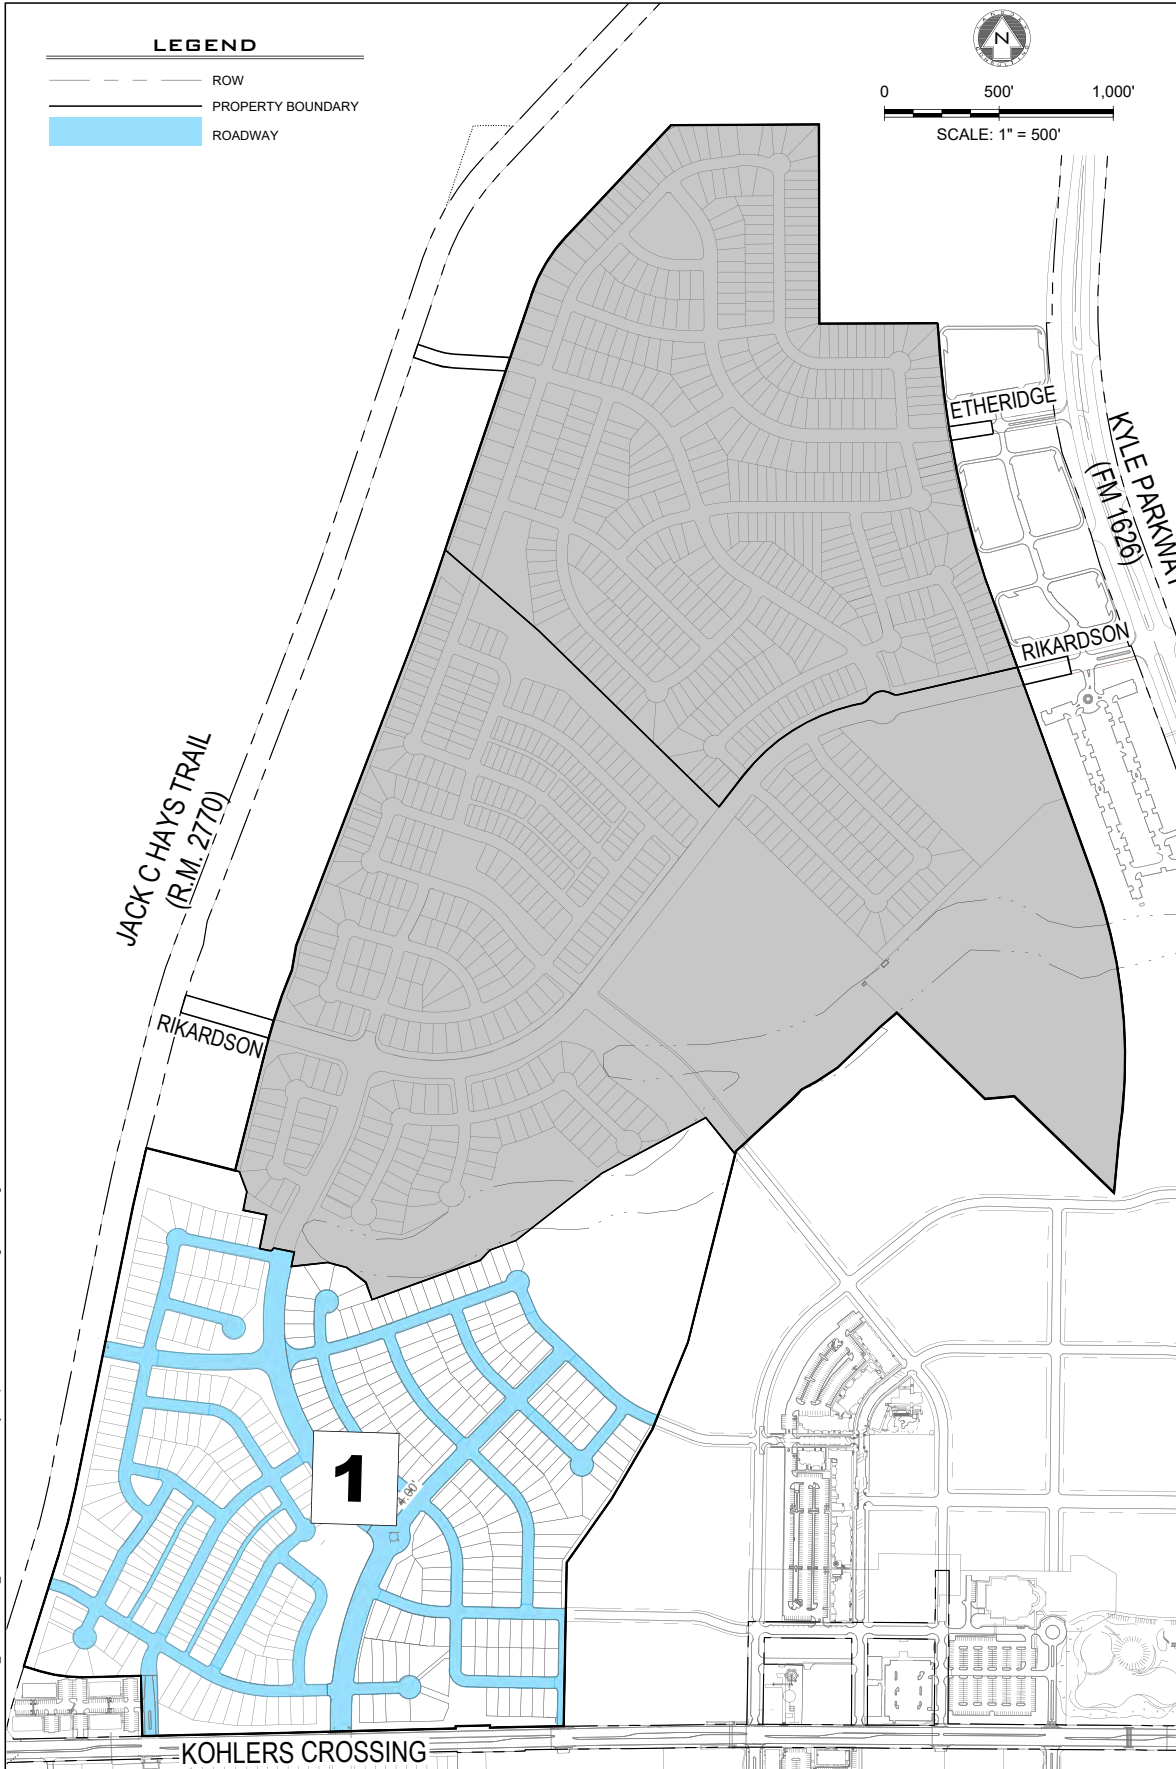 LEGEND
ROW
PROPERTY BOUNDARY
ROADWAY
N
0 500' 1,000'
SCALE: 1" = 500'
ETHERIDGE
KYLE PARKWAY
(FM 1626)
RIKARDSON
JACK C HAYS TRAIL
(R.M. 2770)
RIKARDSON
1
KOHLERS CROSSING